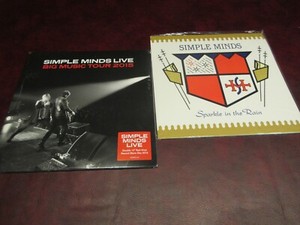 SIMPLE MINDS LIVE
BIG MUSIC TOUR 2015
SIMPLE
MINDS
LIVE
SIMPLE MINDS
Sparkle in the Rain